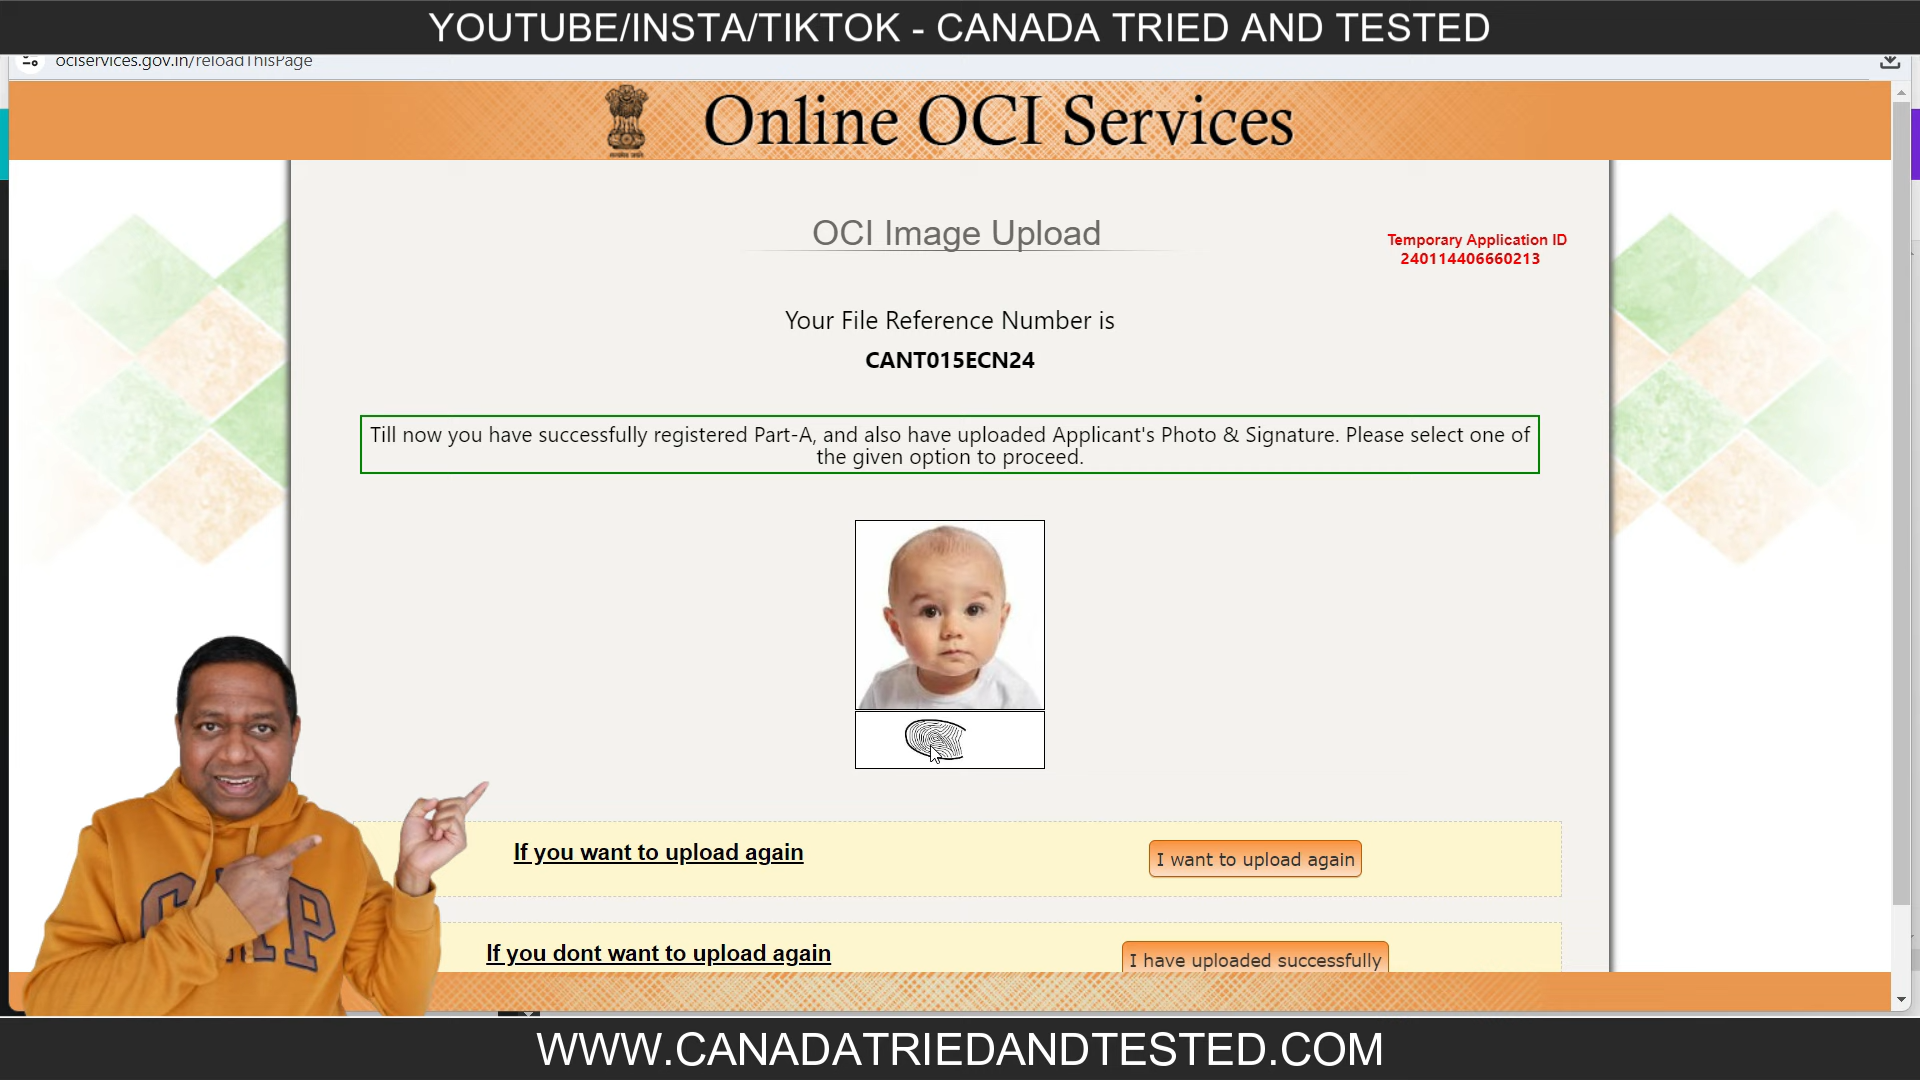 YOUTUBE/INSTA/TIKTOK - CANADA TRIED AND TESTED
ociservices.gov.in/reloadThisPage
Online OCI Services
OCI Image Upload
Temporary Application ID
240114406660213
Your File Reference Number is
CANT015ECN24
Till now you have successfully registered Part-A, and also have uploaded Applicant's Photo & Signature. Please select one of
the given option to proceed.
If you want to upload again
I want to upload again
If you dont want to upload again
I have uploaded successfully
WWW.CANADATRIEDANDTESTED.COM